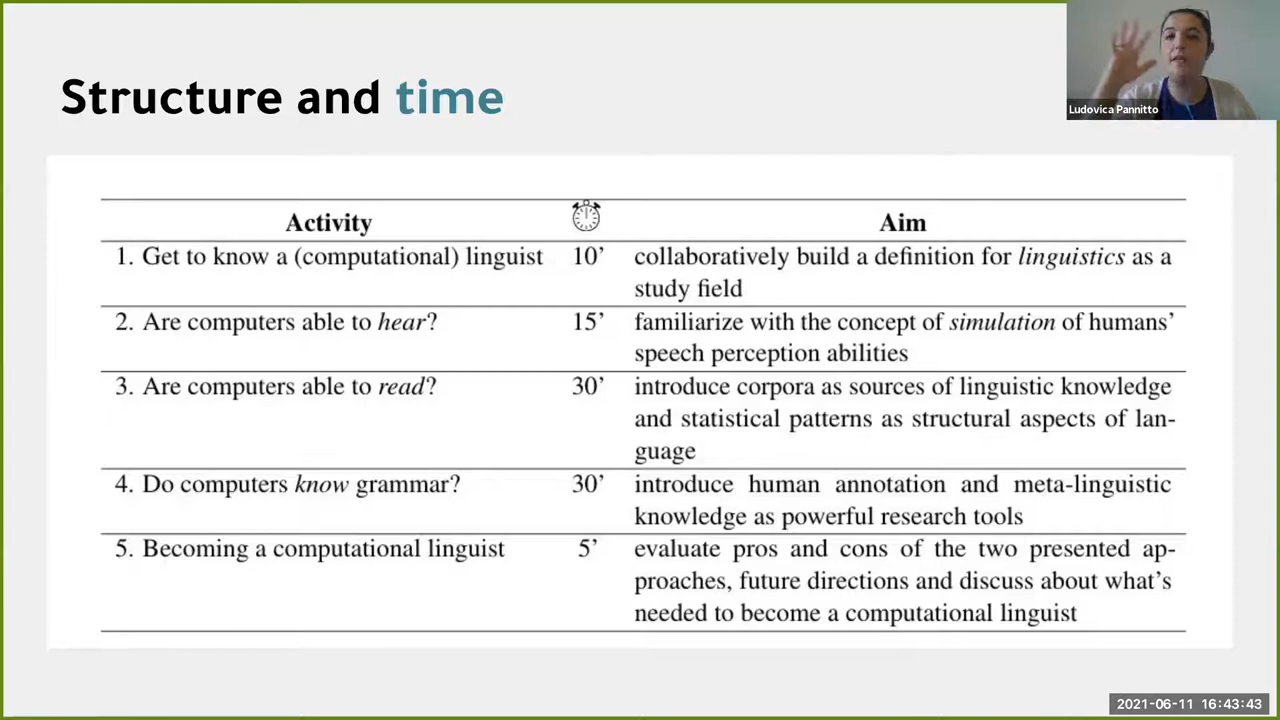 Structure and time
Ludovica Pannitto
Activity Aim
1. Get to know a (computational) linguist 10’ collaboratively build a definition for linguistics as a
study field
2. Are computers able to hear? 15’ familiarize with the concept of simulation of humans’
speech perception abilities
3. Are computers able to read? 30’ introduce corpora as sources of linguistic knowledge
and statistical patterns as structural aspects of lan-
guage
4. Do computers know grammar? 30’ introduce human annotation and meta-linguistic
knowledge as powerful research tools
5. Becoming a computational linguist 5’ evaluate pros and cons of the two presented ap-
proaches, future directions and discuss about what’s
needed to become a computational linguist
2021-06-11 16:43:43